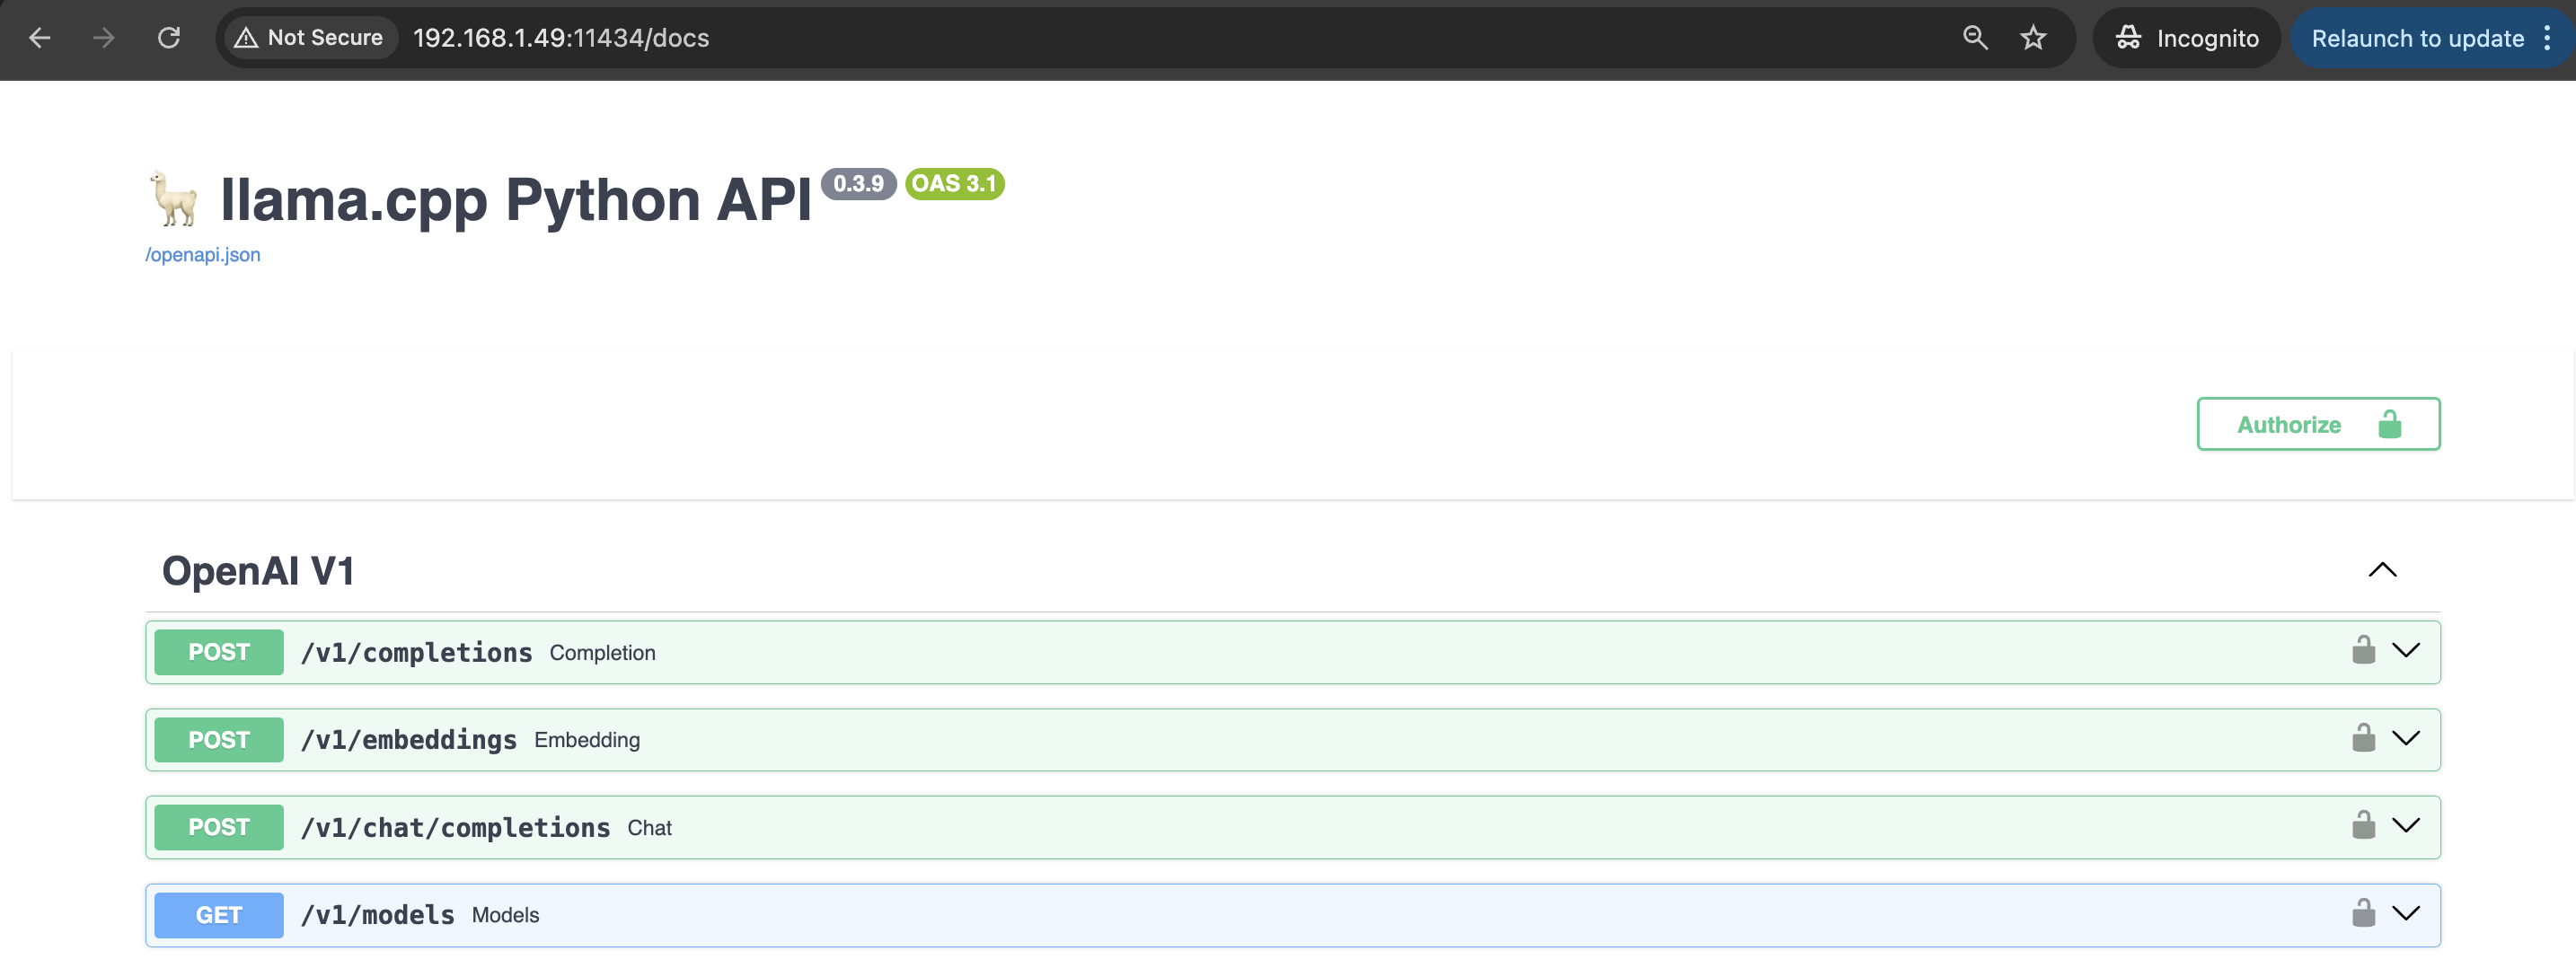 Not Secure 192.168.1.49:11434/docs Incognito Relaunch to update
llama.cpp Python API 0.3.9 OAS 3.1
/openapi.json
Authorize
OpenAI V1
POST /v1/completions Completion
POST /v1/embeddings Embedding
POST /v1/chat/completions Chat
GET /v1/models Models